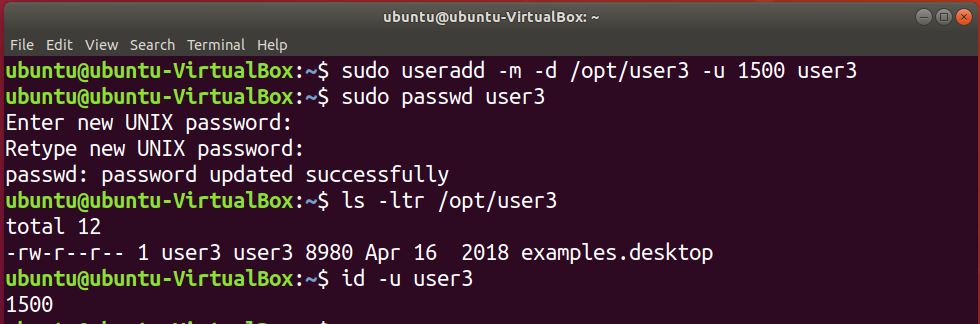 ubuntu@ubuntu-VirtualBox: ~
File Edit View Search Terminal Help
ubuntu@ubuntu-VirtualBox:~$ sudo useradd -m -d /opt/user3 -u 1500 user3
ubuntu@ubuntu-VirtualBox:~$ sudo passwd user3
Enter new UNIX password:
Retype new UNIX password:
passwd: password updated successfully
ubuntu@ubuntu-VirtualBox:~$ ls -ltr /opt/user3
total 12
-rw-r--r-- 1 user3 user3 8980 Apr 16  2018 examples.desktop
ubuntu@ubuntu-VirtualBox:~$ id -u user3
1500